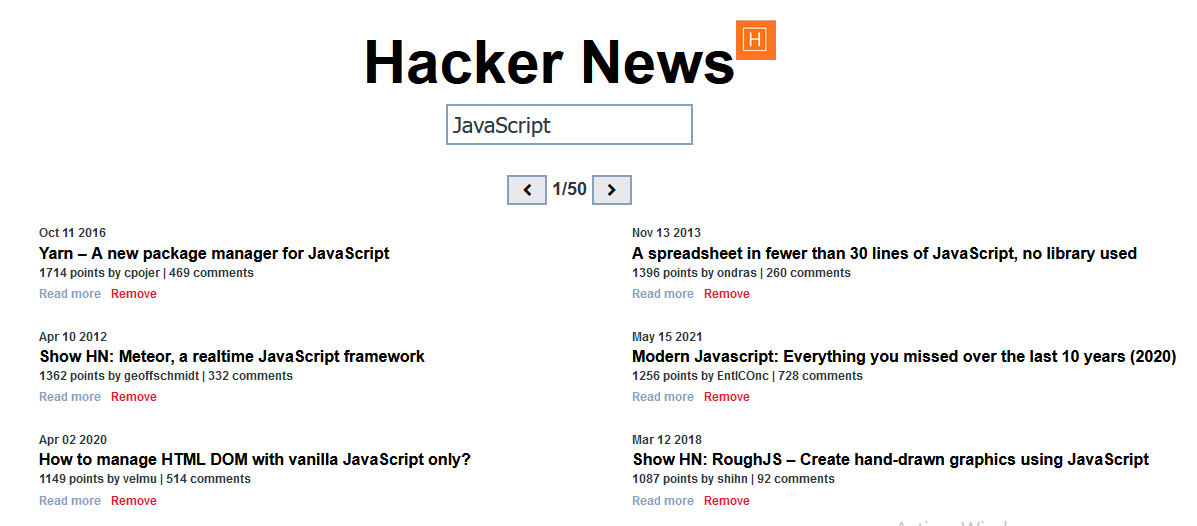 Hacker News
H
JavaScript
1/50
Oct 11 2016
Yarn – A new package manager for JavaScript
1714 points by cpojer | 469 comments
Read more Remove
Nov 13 2013
A spreadsheet in fewer than 30 lines of JavaScript, no library used
1396 points by ondras | 260 comments
Read more Remove
Apr 10 2012
Show HN: Meteor, a realtime JavaScript framework
1362 points by geoffschmidt | 332 comments
Read more Remove
May 15 2021
Modern Javascript: Everything you missed over the last 10 years (2020)
1256 points by EntICOnc | 728 comments
Read more Remove
Apr 02 2020
How to manage HTML DOM with vanilla JavaScript only?
1149 points by velmu | 514 comments
Read more Remove
Mar 12 2018
Show HN: RoughJS – Create hand-drawn graphics using JavaScript
1087 points by shihn | 92 comments
Read more Remove